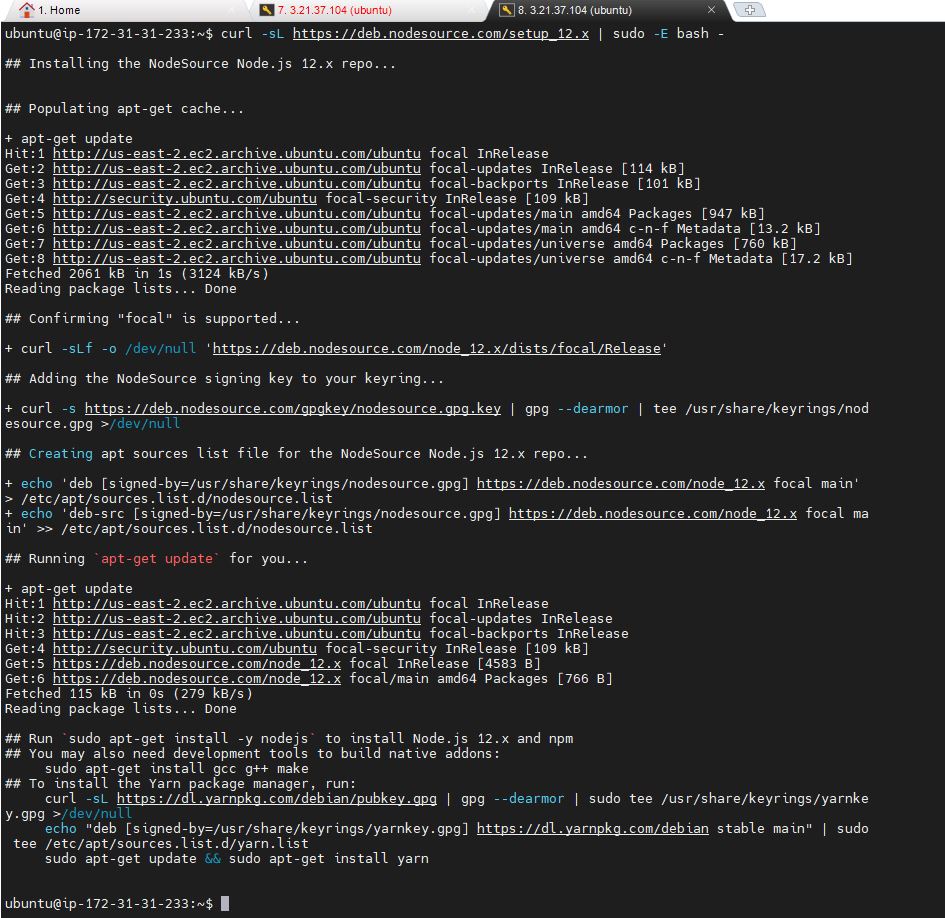 1. Home
7. 3.21.37.104 (ubuntu)
8. 3.21.37.104 (ubuntu)
ubuntu@ip-172-31-31-233:~$ curl -sL https://deb.nodesource.com/setup_12.x | sudo -E bash -
## Installing the NodeSource Node.js 12.x repo...
## Populating apt-get cache...
+ apt-get update
Hit:1 http://us-east-2.ec2.archive.ubuntu.com/ubuntu focal InRelease
Get:2 http://us-east-2.ec2.archive.ubuntu.com/ubuntu focal-updates InRelease [114 kB]
Get:3 http://us-east-2.ec2.archive.ubuntu.com/ubuntu focal-backports InRelease [101 kB]
Get:4 http://security.ubuntu.com/ubuntu focal-security InRelease [109 kB]
Get:5 http://us-east-2.ec2.archive.ubuntu.com/ubuntu focal-updates/main amd64 Packages [947 kB]
Get:6 http://us-east-2.ec2.archive.ubuntu.com/ubuntu focal-updates/main amd64 c-n-f Metadata [13.2 kB]
Get:7 http://us-east-2.ec2.archive.ubuntu.com/ubuntu focal-updates/universe amd64 Packages [760 kB]
Get:8 http://us-east-2.ec2.archive.ubuntu.com/ubuntu focal-updates/universe amd64 c-n-f Metadata [17.2 kB]
Fetched 2061 kB in 1s (3124 kB/s)
Reading package lists... Done
## Confirming "focal" is supported...
+ curl -sLf -o /dev/null 'https://deb.nodesource.com/node_12.x/dists/focal/Release'
## Adding the NodeSource signing key to your keyring...
+ curl -s https://deb.nodesource.com/gpgkey/nodesource.gpg.key | gpg --dearmor | tee /usr/share/keyrings/nod
esource.gpg >/dev/null
## Creating apt sources list file for the NodeSource Node.js 12.x repo...
+ echo 'deb [signed-by=/usr/share/keyrings/nodesource.gpg] https://deb.nodesource.com/node_12.x focal main'
> /etc/apt/sources.list.d/nodesource.list
+ echo 'deb-src [signed-by=/usr/share/keyrings/nodesource.gpg] https://deb.nodesource.com/node_12.x focal ma
in' >> /etc/apt/sources.list.d/nodesource.list
## Running `apt-get update` for you...
+ apt-get update
Hit:1 http://us-east-2.ec2.archive.ubuntu.com/ubuntu focal InRelease
Hit:2 http://us-east-2.ec2.archive.ubuntu.com/ubuntu focal-updates InRelease
Hit:3 http://us-east-2.ec2.archive.ubuntu.com/ubuntu focal-backports InRelease
Get:4 http://security.ubuntu.com/ubuntu focal-security InRelease [109 kB]
Get:5 https://deb.nodesource.com/node_12.x focal InRelease [4583 B]
Get:6 https://deb.nodesource.com/node_12.x focal/main amd64 Packages [766 B]
Fetched 115 kB in 0s (279 kB/s)
Reading package lists... Done
## Run `sudo apt-get install -y nodejs` to install Node.js 12.x and npm
## You may also need development tools to build native addons:
sudo apt-get install gcc g++ make
## To install the Yarn package manager, run:
curl -sL https://dl.yarnpkg.com/debian/pubkey.gpg | gpg --dearmor | sudo tee /usr/share/keyrings/yarnke
y.gpg >/dev/null
echo "deb [signed-by=/usr/share/keyrings/yarnkey.gpg] https://dl.yarnpkg.com/debian stable main" | sudo
tee /etc/apt/sources.list.d/yarn.list
sudo apt-get update && sudo apt-get install yarn
ubuntu@ip-172-31-31-233:~$